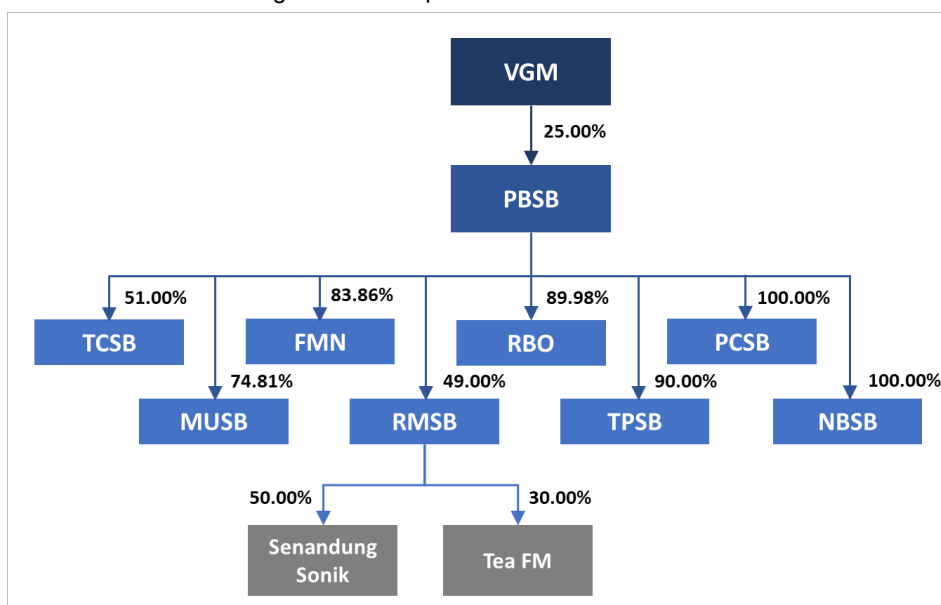 VGM
25.00%
PBSB
51.00%
83.86%
89.98%
100.00%
TCSB
FMN
RBO
PCSB
74.81%
49.00%
90.00%
100.00%
MUSB
RMSB
TPSB
NBSB
50.00%
30.00%
Senandung
Sonik
Tea FM